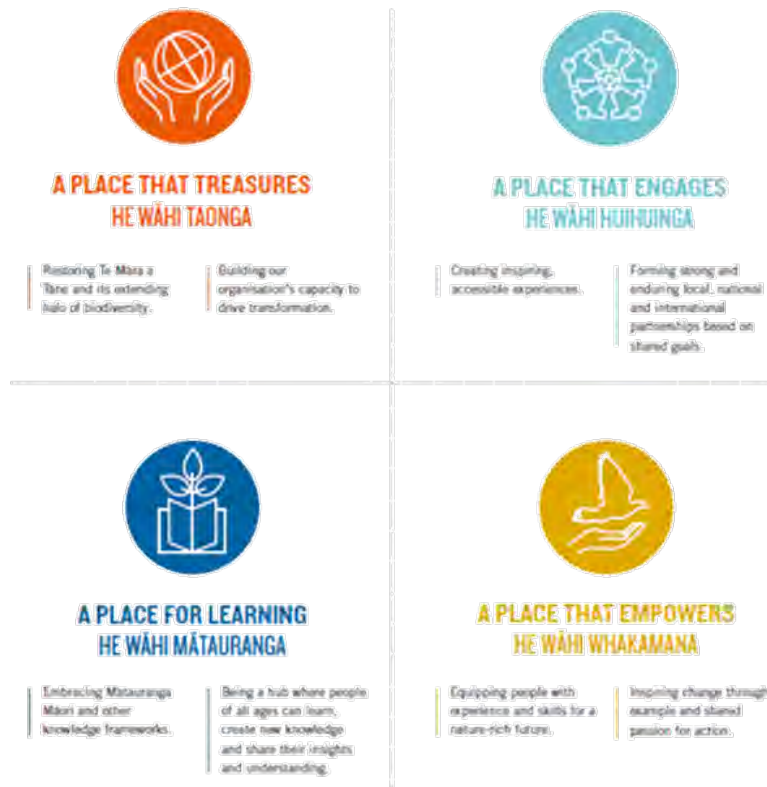 A PLACE THAT TREASURES
HE WĀHI TAONGA
Restoring Te Māra a
Tāne and its extending
halo of biodiversity.
Building our
organisation's capacity to
drive transformation.
A PLACE THAT ENGAGES
HE WĀHI HUIHUINGA
Creating inspiring,
accessible experiences.
Forming strong and
enduring local, national
and international
partnerships based on
shared goals.
A PLACE FOR LEARNING
HE WĀHI MĀTAURANGA
Embracing Mātauranga
Māori and other
knowledge frameworks.
Being a hub where people
of all ages can learn,
create new knowledge
and share their insights
and understanding.
A PLACE THAT EMPOWERS
HE WĀHI WHAKAMANA
Equipping people with
experience and skills for a
nature-rich future.
Inspiring change through
example and shared
passion for action.